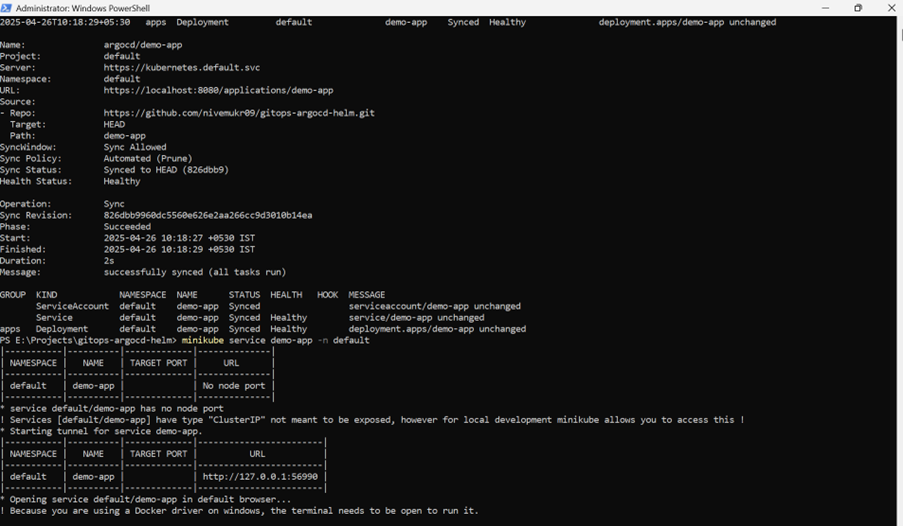 Administrator: Windows PowerShell
2025-04-26T10:18:29+05:30   apps  Deployment        default              demo-app    Synced  Healthy              deployment.apps/demo-app unchanged
Name:               argocd/demo-app
Project:            default
Server:             https://kubernetes.default.svc
Namespace:          default
URL:                https://localhost:8080/applications/demo-app
Source:
- Repo:             https://github.com/nivemukr09/gitops-argocd-helm.git
  Target:           HEAD
  Path:             demo-app
SyncWindow:         Sync Allowed
Sync Policy:        Automated (Prune)
Sync Status:        Synced to HEAD (826dbb9)
Health Status:      Healthy
Operation:          Sync
Sync Revision:      826dbb9960dc5560e626e2aa266cc9d3010b14ea
Phase:              Succeeded
Start:              2025-04-26 10:18:27 +0530 IST
Finished:           2025-04-26 10:18:29 +0530 IST
Duration:           2s
Message:            successfully synced (all tasks run)
GROUP  KIND            NAMESPACE  NAME      STATUS  HEALTH   HOOK  MESSAGE
       ServiceAccount  default    demo-app  Synced                 serviceaccount/demo-app unchanged
       Service         default    demo-app  Synced  Healthy        service/demo-app unchanged
apps   Deployment      default    demo-app  Synced  Healthy        deployment.apps/demo-app unchanged
PS E:\Projects\gitops-argocd-helm> minikube service demo-app -n default
|-----------|----------|-------------|--------------|
| NAMESPACE |   NAME   | TARGET PORT |     URL      |
|-----------|----------|-------------|--------------|
| default   | demo-app |             | No node port |
|-----------|----------|-------------|--------------|
* service default/demo-app has no node port
! Services [default/demo-app] have type "ClusterIP" not meant to be exposed, however for local development minikube allows you to access this !
* Starting tunnel for service demo-app.
|-----------|----------|-------------|------------------------|
| NAMESPACE |   NAME   | TARGET PORT |          URL           |
|-----------|----------|-------------|------------------------|
| default   | demo-app |             | http://127.0.0.1:56990 |
|-----------|----------|-------------|------------------------|
* Opening service default/demo-app in default browser...
! Because you are using a Docker driver on windows, the terminal needs to be open to run it.